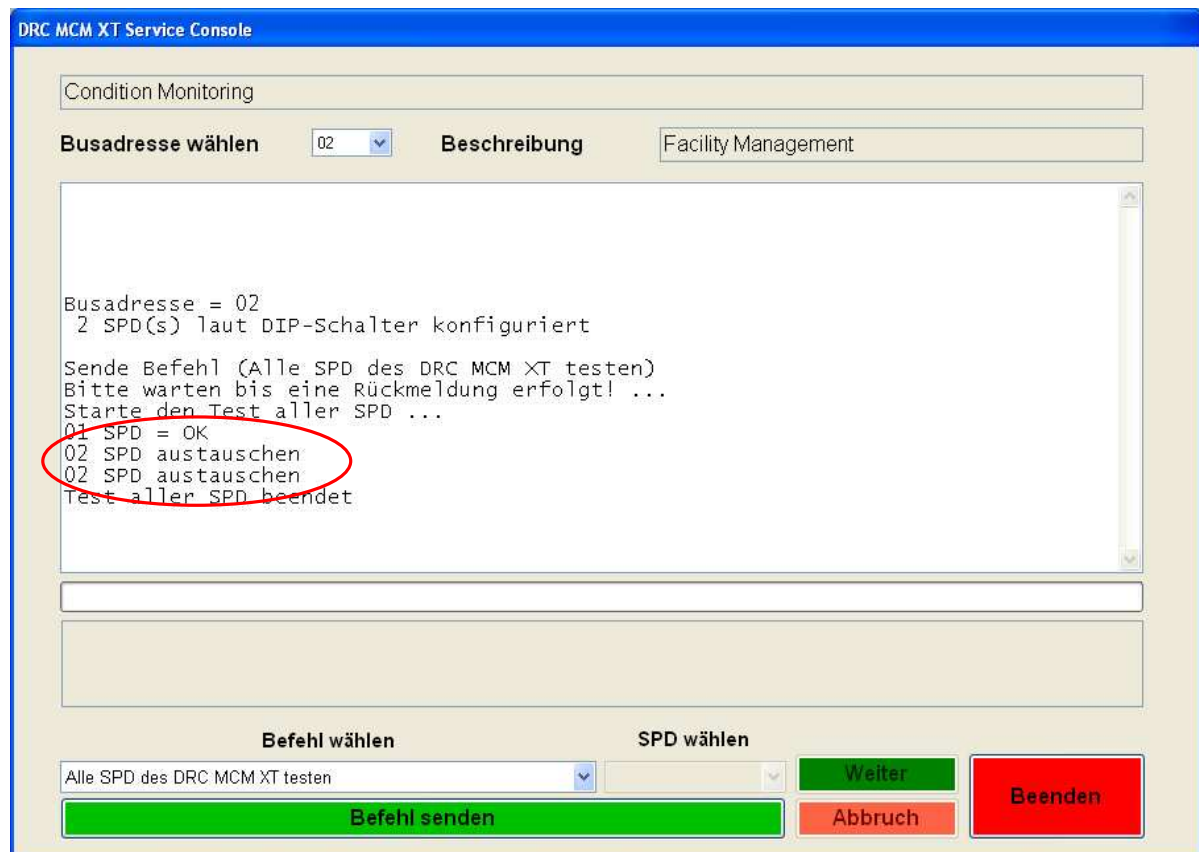 DRC MCM XT Service Console
Condition Monitoring
Busadresse wählen 02 Beschreibung Facility Management
Busadresse = 02
2 SPD(s) laut DIP-Schalter konfiguriert
Sende Befehl (Alle SPD des DRC MCM XT testen)
Bitte warten bis eine Rückmeldung erfolgt! ...
Starte den Test aller SPD ...
01 SPD = OK
02 SPD austauschen
02 SPD austauschen
Test aller SPD beendet
Befehl wählen SPD wählen
Alle SPD des DRC MCM XT testen Weiter
Beenden
Befehl senden Abbruch